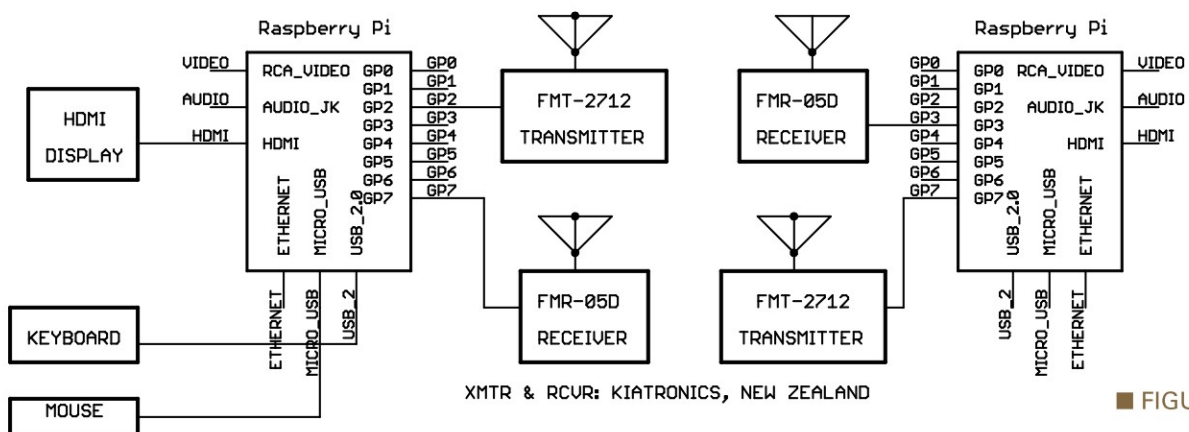 Raspberry Pi
VIDEO
AUDIO
HDMI
RCA_VIDEO
AUDIO_JK
HDMI
GP0
GP1
GP2
GP3
GP4
GP5
GP6
GP7
ETHERNET
MICRO_USB
USB_2.0
GP0
GP1
GP2
GP3
GP4
GP5
GP6
GP7
ETHERNET
MICRO_USB
USB_2
HDMI
DISPLAY
KEYBOARD
MOUSE
FMT-2712
TRANSMITTER
FMR-05D
RECEIVER
FMR-05D
RECEIVER
FMT-2712
TRANSMITTER
Raspberry Pi
GP0
GP1
GP2
GP3
GP4
GP5
GP6
GP7
GP0
GP1
GP2
GP3
GP4
GP5
GP6
GP7
RCA_VIDEO
AUDIO_JK
HDMI
VIDEO
AUDIO
HDMI
USB_2.0
MICRO_USB
ETHERNET
USB_2
MICRO_USB
ETHERNET
XMTR & RCVR: KIATRONICS, NEW ZEALAND